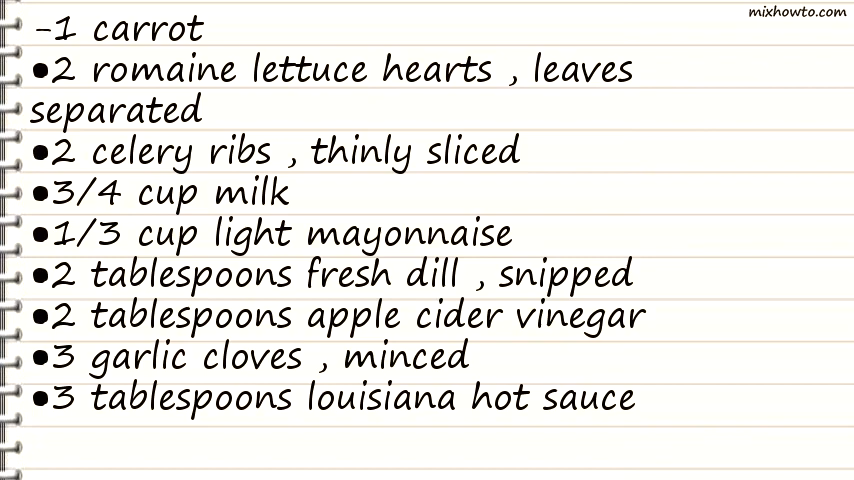 mixhowto.com
-1 carrot
•2 romaine lettuce hearts , leaves
separated
•2 celery ribs , thinly sliced
•3/4 cup milk
•1/3 cup light mayonnaise
•2 tablespoons fresh dill , snipped
•2 tablespoons apple cider vinegar
•3 garlic cloves , minced
•3 tablespoons louisiana hot sauce